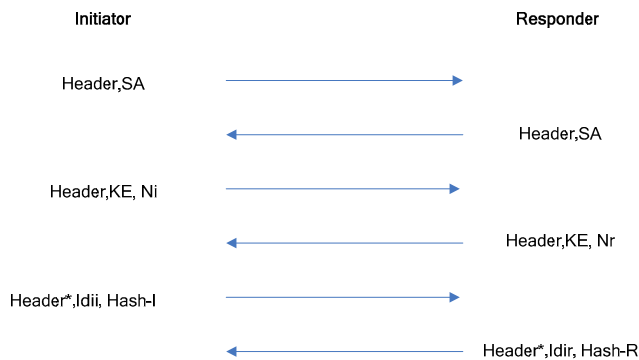 Initiator
Responder
Header,SA
Header,SA
Header,KE, Ni
Header,KE, Nr
Header*,Idii, Hash-I
Header*,Idir, Hash-R